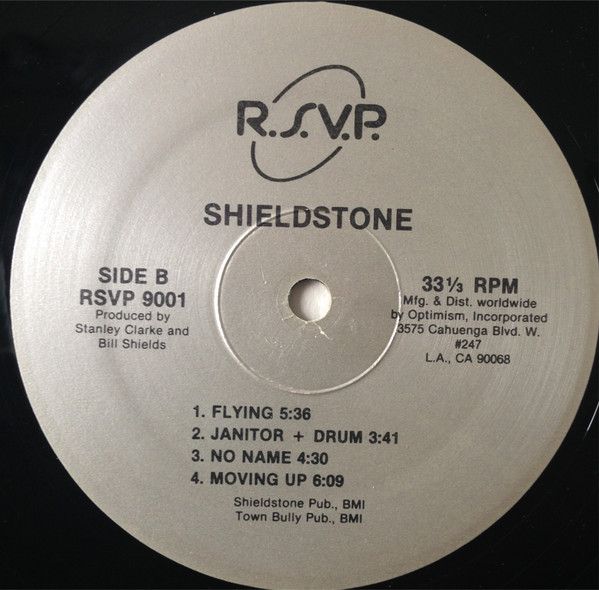 R.S.V.P.
SHIELDSTONE
SIDE B
RSVP 9001
Produced by
Stanley Clarke and
Bill Shields
33 1/3 RPM
Mfg. & Dist. worldwide
by Optimism, Incorporated
3575 Cahuenga Blvd. W.
#247
L.A., CA 90068
1. FLYING 5:36
2. JANITOR + DRUM 3:41
3. NO NAME 4:30
4. MOVING UP 6:09
Shieldstone Pub., BMI
Town Bully Pub., BMI